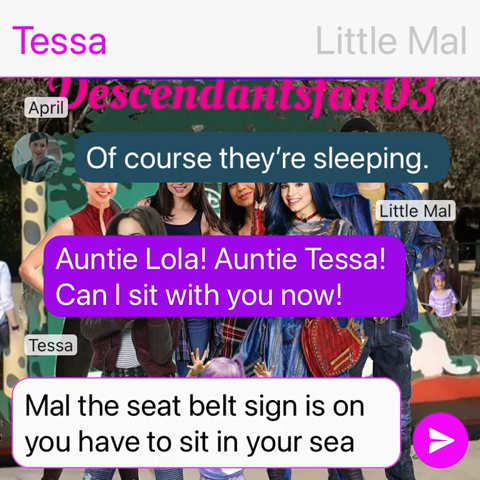 Tessa
Little Mal
Descendantsfan03
April
Of course they’re sleeping.
Little Mal
Auntie Lola! Auntie Tessa!
Can I sit with you now!
Tessa
Mal the seat belt sign is on
you have to sit in your sea